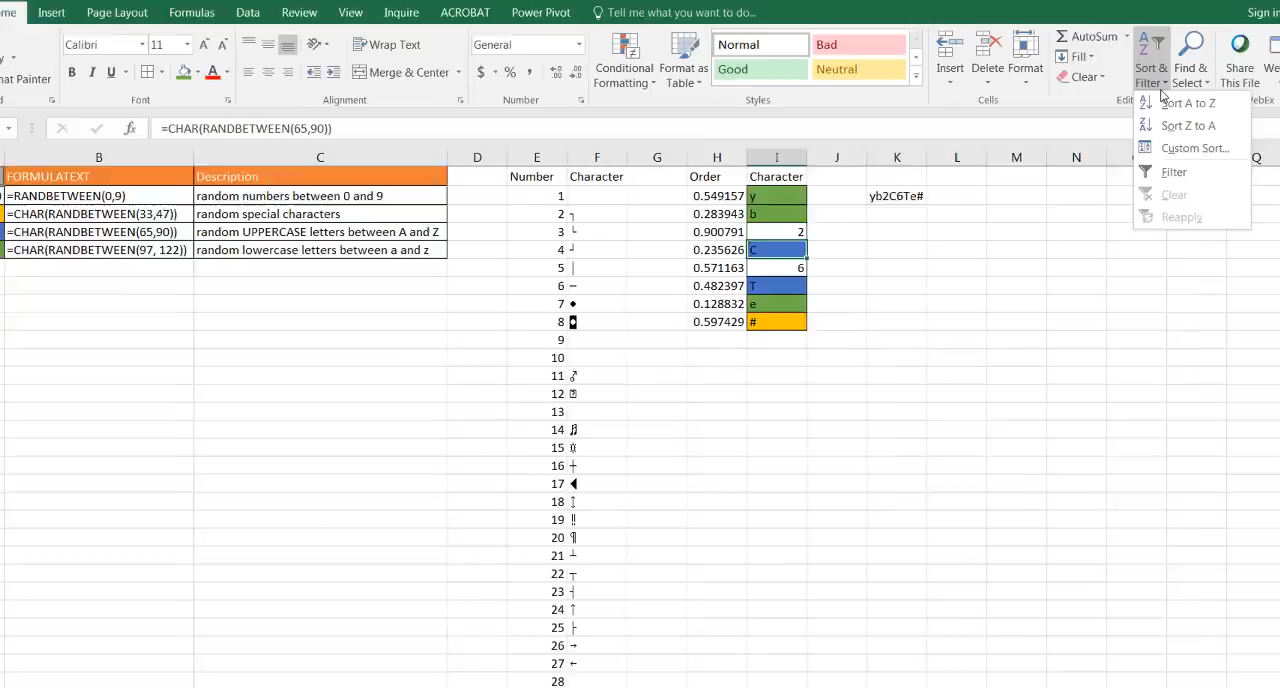 ome Insert Page Layout Formulas Data Review View Inquire ACROBAT Power Pivot Tell me what you want to do... Sign in
Calibri 11 A A Wrap Text General Normal Bad AutoSum
at Painter B I U A Merge & Center $ % , Conditional Formatting Format as Table Good Neutral Insert Delete Format Fill Clear Sort & Filter Find & Select Share This File We
Font Alignment Number Styles Cells Edit ebEx
Sort A to Z
Sort Z to A
Custom Sort...
Filter
Clear
Reapply
fx =CHAR(RANDBETWEEN(65,90))
B C D E F G H I J K L M N Q
FORMULATEXT Description Number Character Order Character
=RANDBETWEEN(0,9) random numbers between 0 and 9 1 0.549157 y yb2C6Te#
=CHAR(RANDBETWEEN(33,47)) random special characters 2 ┐ 0.283943 b
=CHAR(RANDBETWEEN(65,90)) random UPPERCASE letters between A and Z 3 └ 0.900791 2
=CHAR(RANDBETWEEN(97, 122)) random lowercase letters between a and z 4 ┘ 0.235626 C
5 │ 0.571163 6
6 ─ 0.482397 T
7 • 0.128832 e
8 ◘ 0.597429 #
9
10
11 ♂
12
13
14 ♫
15 ☼
16 ┼
17 ◄
18 ↕
19 ‼
20 ¶
21 ┴
22 ┬
23 ┤
24 ↑
25 ├
26 →
27 ←
28